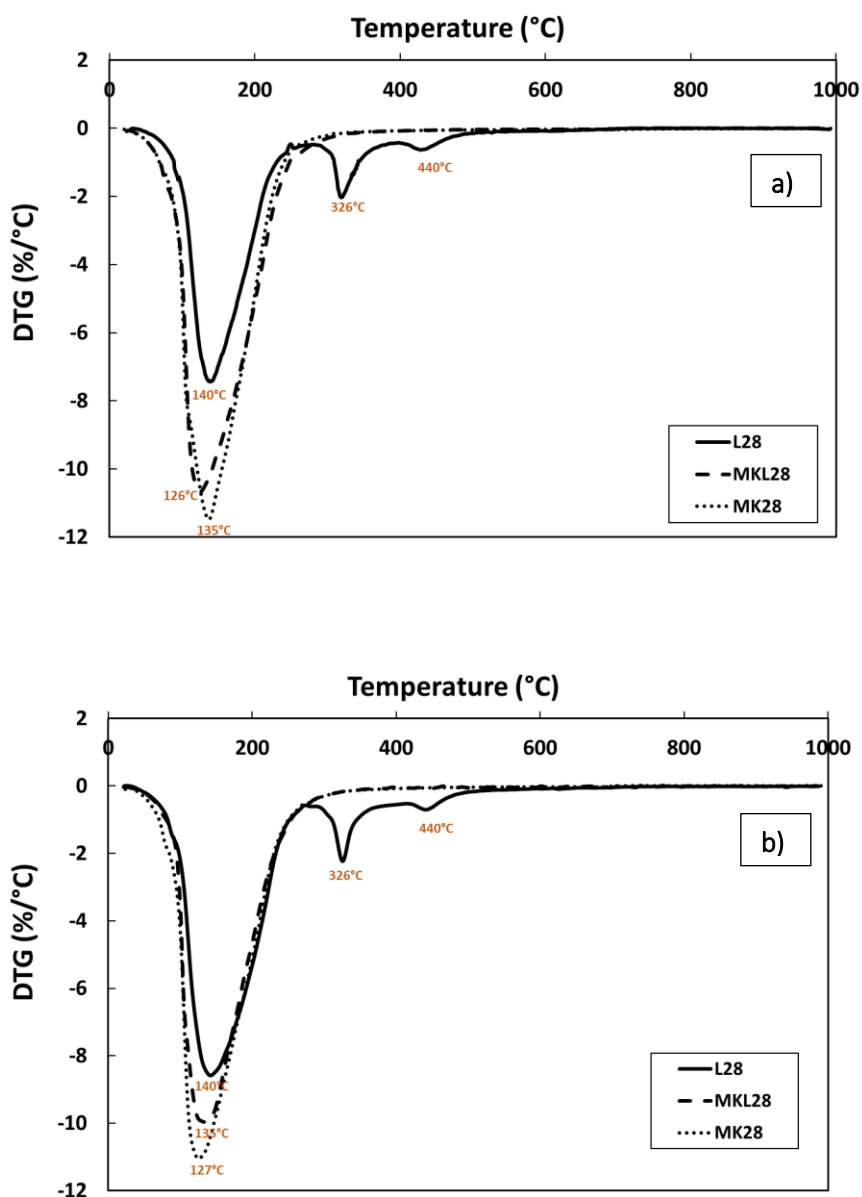 Temperature (°C)
2
0 200 400 600 800 1000
0
-2
-4
-6
-8
-10
-12
DTG (%/°C)
440°C
326°C
a)
140°C
126°C
135°C
L28
MKL28
MK28
Temperature (°C)
2
0 200 400 600 800 1000
0
-2
-4
-6
-8
-10
-12
DTG (%/°C)
440°C
326°C
b)
140°C
135°C
127°C
L28
MKL28
MK28